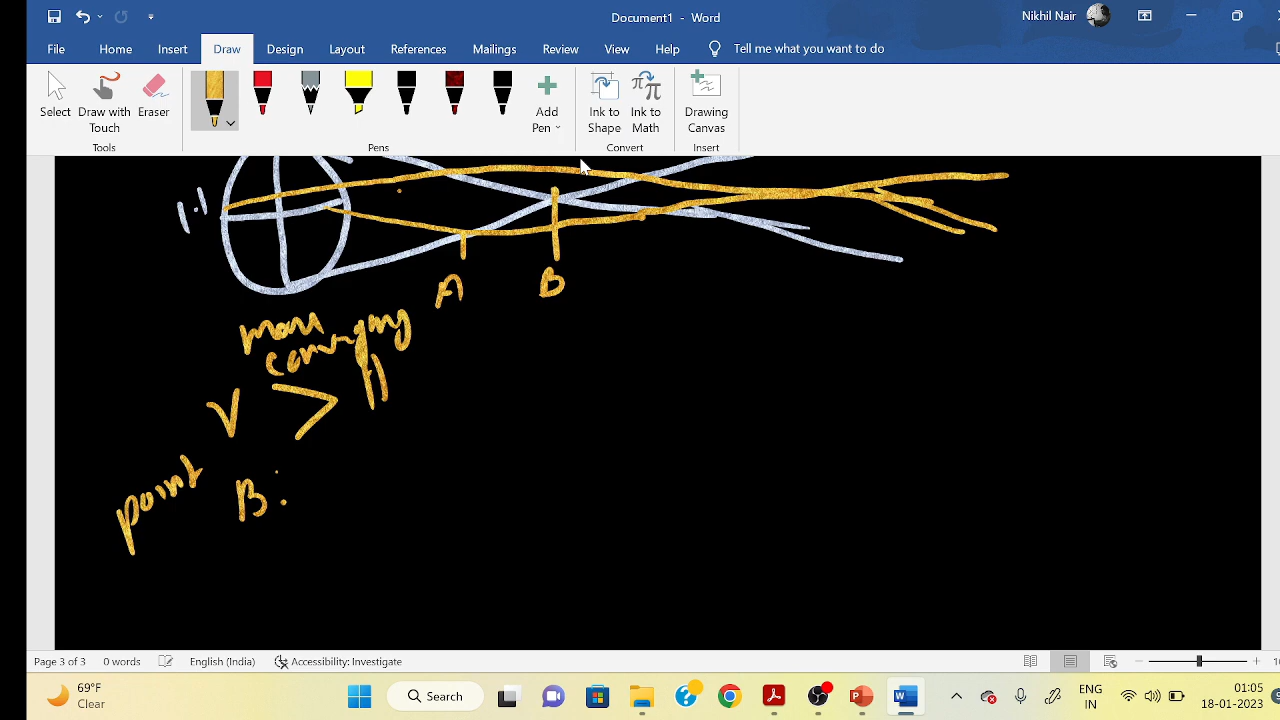 Document1 - Word
Nikhil Nair
File Home Insert Draw Design Layout References Mailings Review View Help Tell me what you want to do
Select Draw with Touch Eraser
Add Pen
Ink to Shape Ink to Math
Drawing Canvas
Tools Pens Convert Insert
A B
more
converging
V >
point B:
Page 3 of 3 0 words English (India) Accessibility: Investigate
69°F
Clear
Search
ENG
IN
01:05
18-01-2023